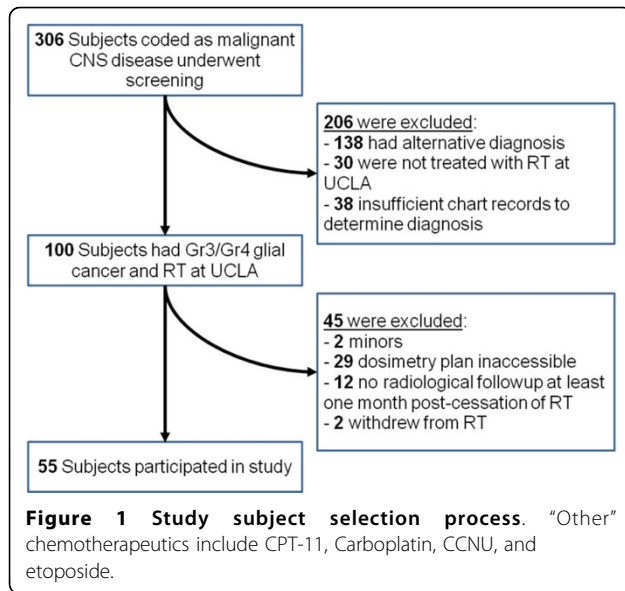 306 Subjects coded as malignant
CNS disease underwent
screening
206 were excluded:
- 138 had alternative diagnosis
- 30 were not treated with RT at
UCLA
- 38 insufficient chart records to
determine diagnosis
100 Subjects had Gr3/Gr4 glial
cancer and RT at UCLA
45 were excluded:
- 2 minors
- 29 dosimetry plan inaccessible
- 12 no radiological followup at least
one month post-cessation of RT
- 2 withdrew from RT
55 Subjects participated in study
Figure 1 Study subject selection process. "Other"
chemotherapeutics include CPT-11, Carboplatin, CCNU, and
etoposide.